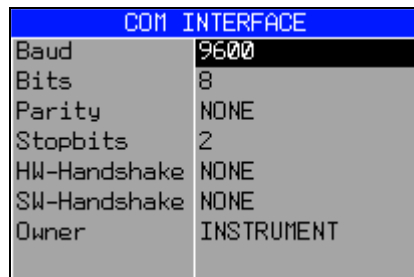 COM INTERFACE
Baud 9600
Bits 8
Parity NONE
Stopbits 2
HW-Handshake NONE
SW-Handshake NONE
Owner INSTRUMENT